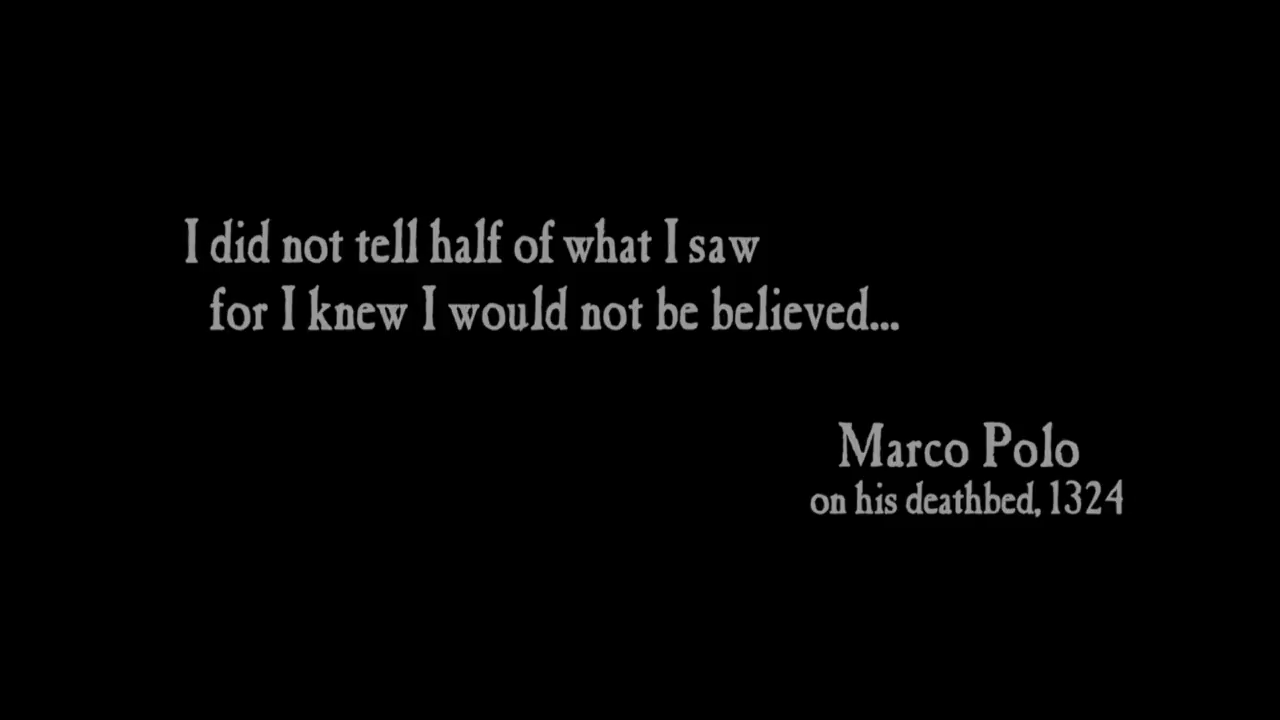 I did not tell half of what I saw
for I knew I would not be believed...
Marco Polo
on his deathbed, 1324